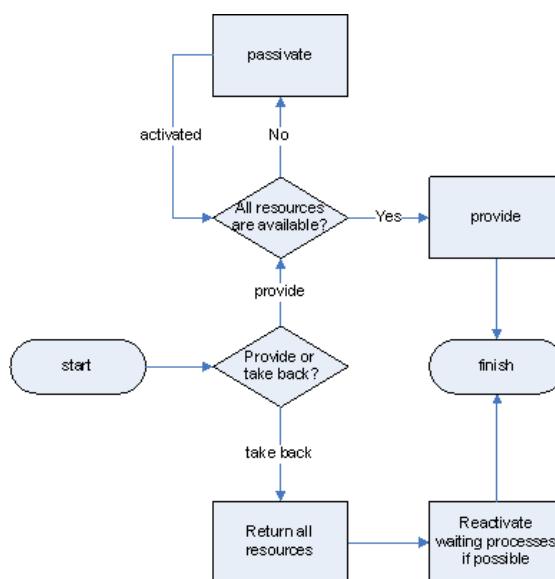 passivate
activated
No
All resources
are available?
Yes
provide
provide
start
Provide or
take back?
finish
take back
Return all
resources
Reactivate
waiting processes
if possible